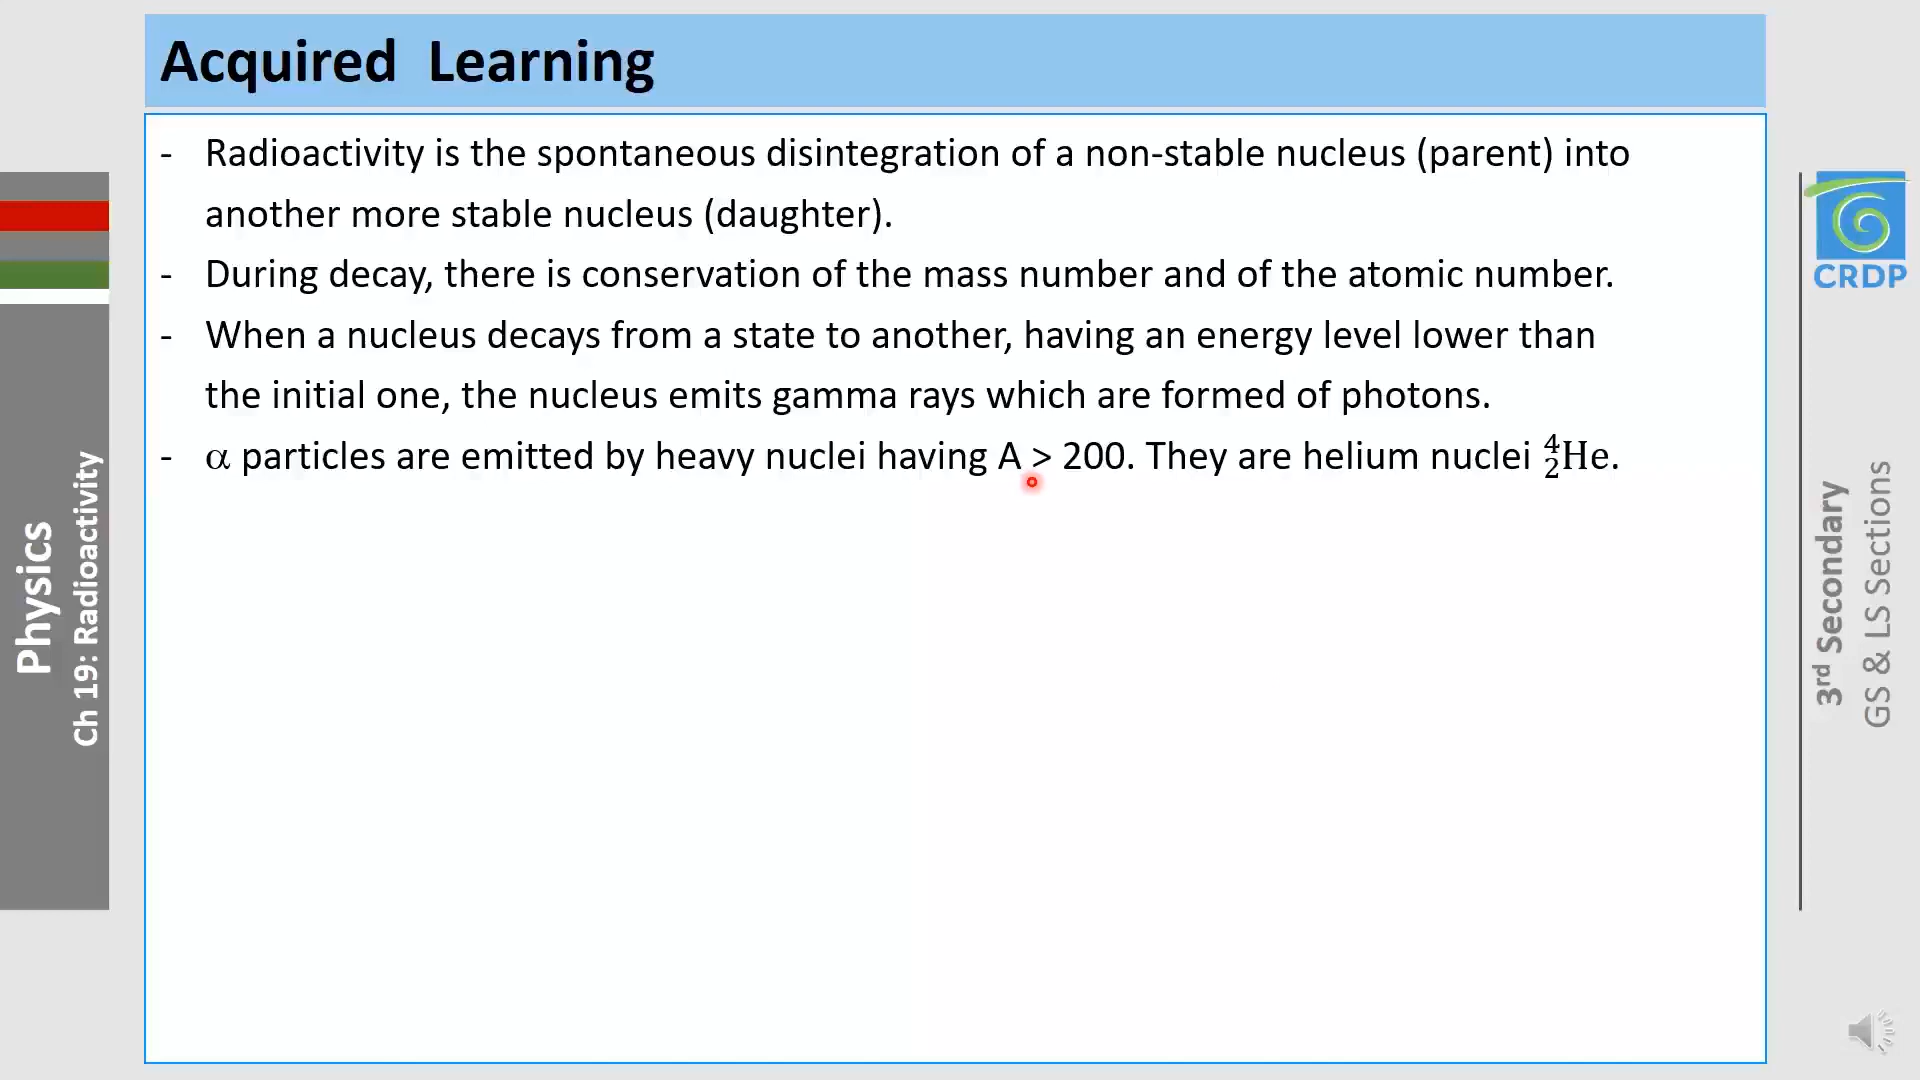 Acquired Learning
- Radioactivity is the spontaneous disintegration of a non-stable nucleus (parent) into
another more stable nucleus (daughter).
- During decay, there is conservation of the mass number and of the atomic number.
- When a nucleus decays from a state to another, having an energy level lower than
the initial one, the nucleus emits gamma rays which are formed of photons.
- α particles are emitted by heavy nuclei having A > 200. They are helium nuclei ⁴₂He.
Physics
Ch 19: Radioactivity
CRDP
3rd Secondary
GS & LS Sections